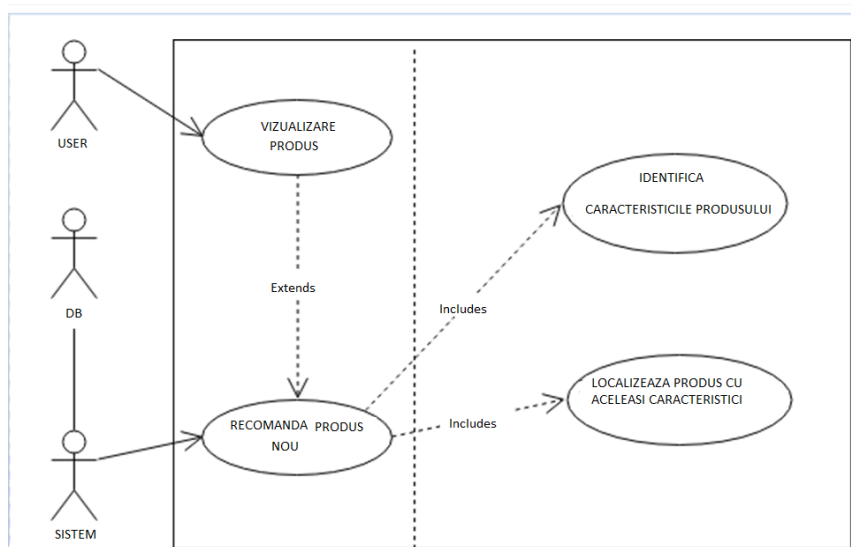 USER
VIZUALIZARE
PRODUS
IDENTIFICA
CARACTERISTICILE PRODUSULUI
DB
Extends
Includes
RECOMANDA PRODUS
NOU
Includes
LOCALIZEAZA PRODUS CU
ACELEASI CARACTERISTICI
SISTEM